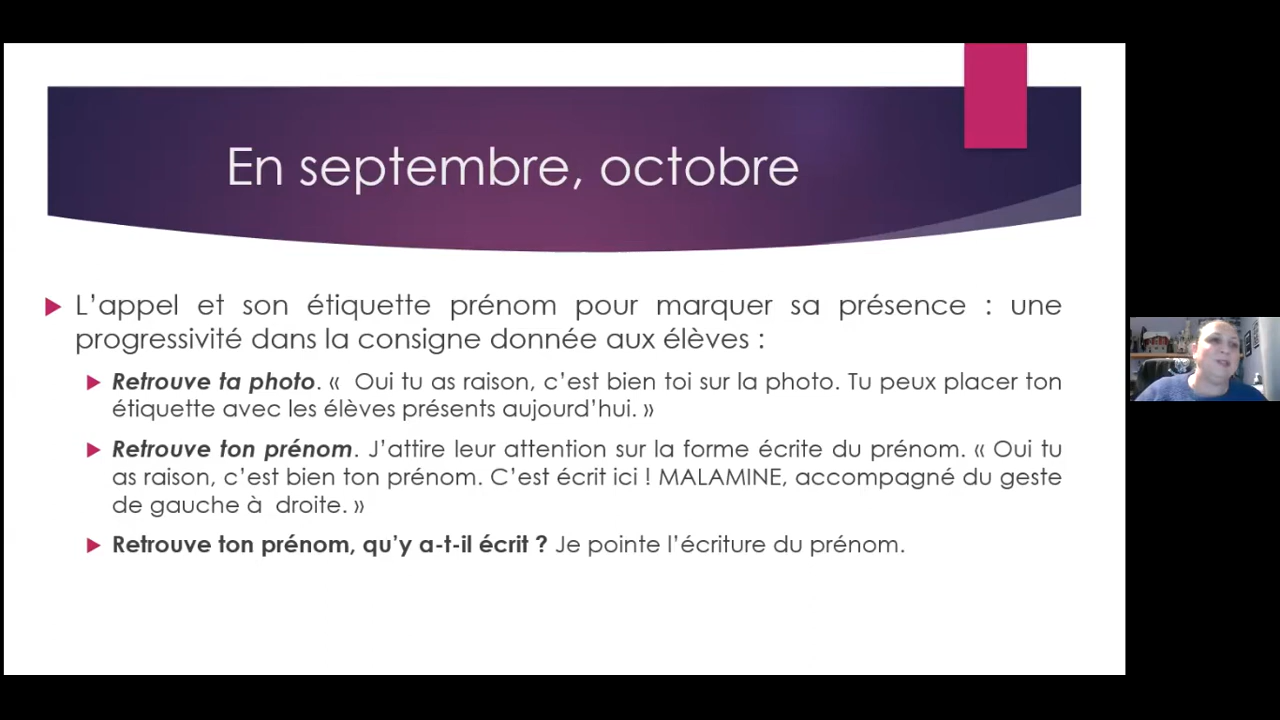 En septembre, octobre
L’appel et son étiquette prénom pour marquer sa présence : une
progressivité dans la consigne donnée aux élèves :
Retrouve ta photo. «  Oui tu as raison, c’est bien toi sur la photo. Tu peux placer ton
étiquette avec les élèves présents aujourd’hui. »
Retrouve ton prénom. J’attire leur attention sur la forme écrite du prénom. « Oui tu
as raison, c’est bien ton prénom. C’est écrit ici ! MALAMINE, accompagné du geste
de gauche à  droite. »
Retrouve ton prénom, qu’y a-t-il écrit ? Je pointe l’écriture du prénom.